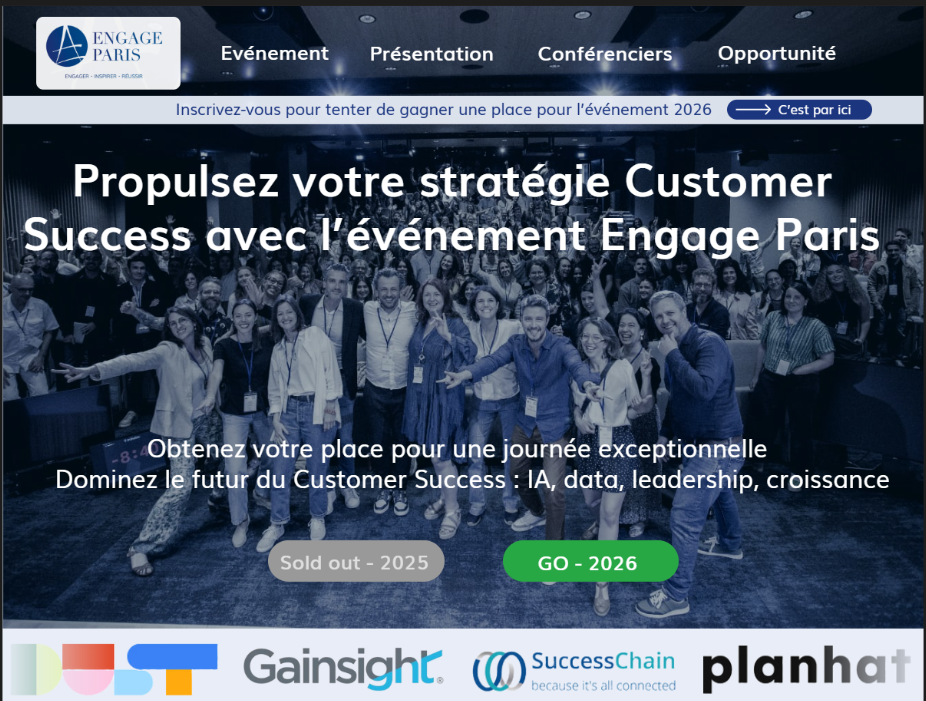 ENGAGE
PARIS
ENGAGER - INSPIRER - RÉUSSIR
Evénement
Présentation
Conférenciers
Opportunité
Inscrivez-vous pour tenter de gagner une place pour l'événement 2026
C'est par ici
Propulsez votre stratégie Customer
Success avec l'événement Engage Paris
Obtenez votre place pour une journée exceptionnelle
Dominez le futur du Customer Success : IA, data, leadership, croissance
Sold out - 2025
GO - 2026
DUST
Gainsight
SuccessChain
because it's all connected
planhat